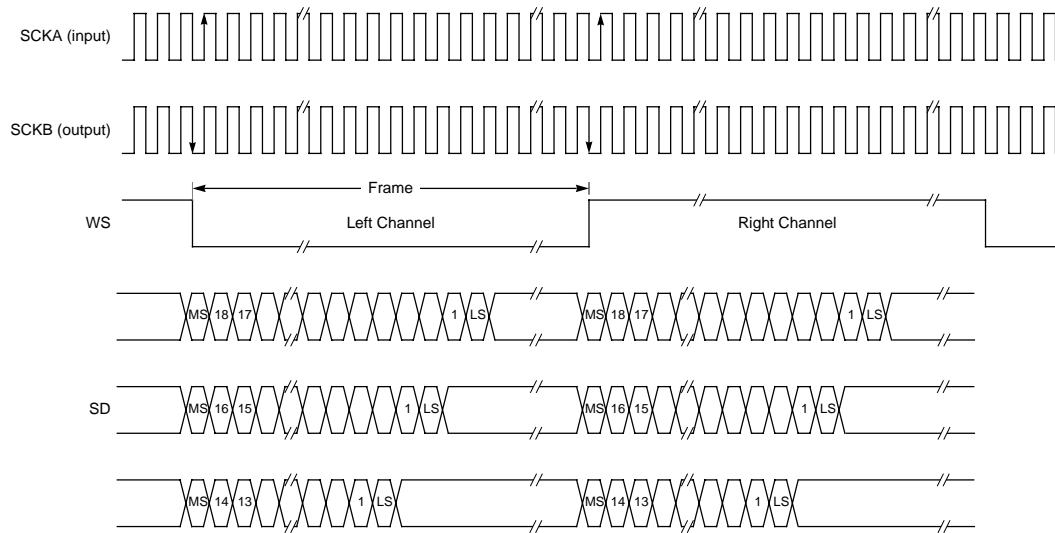 SCKA (input)
SCKB (output)
Frame
WS
Left Channel
Right Channel
MS 18 17 1 LS MS 18 17 1 LS
SD
MS 16 15 1 LS MS 16 15 1 LS
MS 14 13 1 LS MS 14 13 1 LS